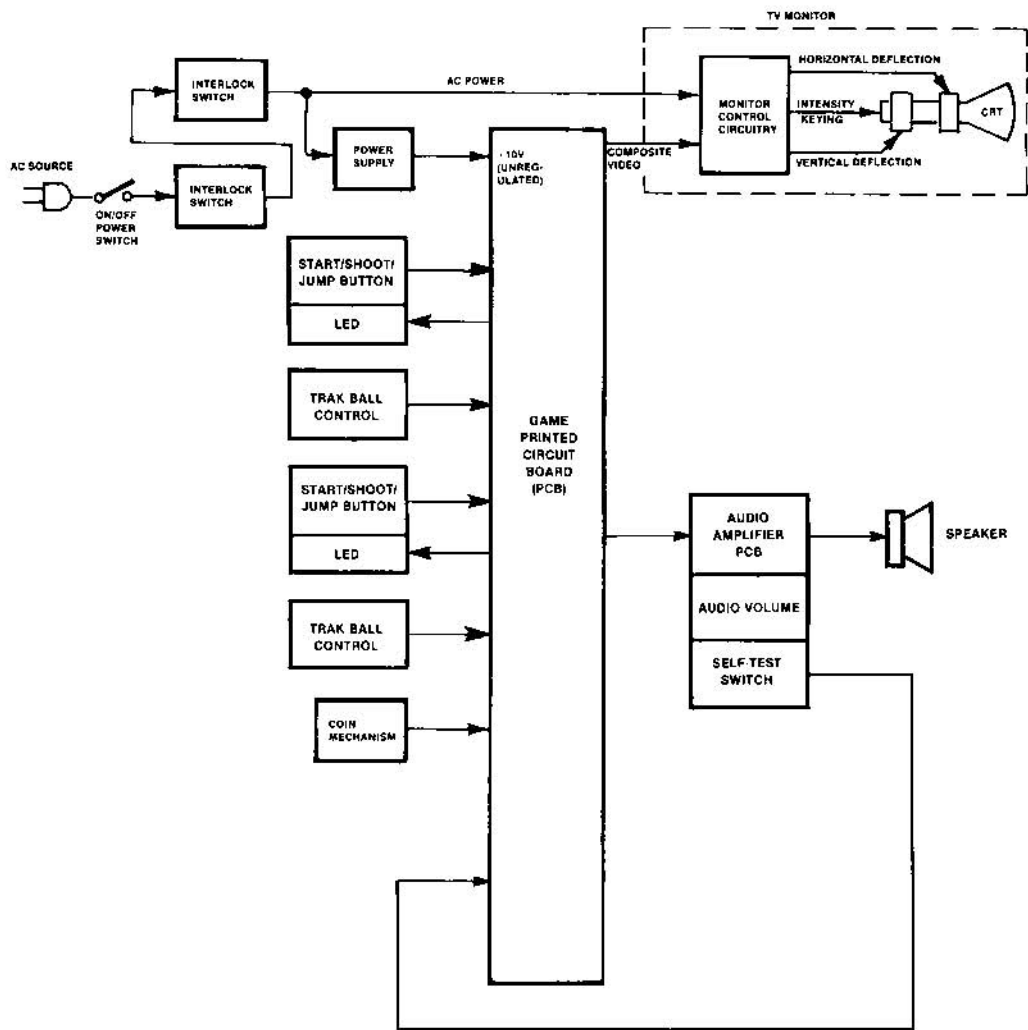 TV MONITOR
INTERLOCK
SWITCH
AC POWER
HORIZONTAL DEFLECTION
MONITOR
CONTROL
CIRCUITRY
INTENSITY
KEYING
CRT
VERTICAL DEFLECTION
POWER
SUPPLY
+10V
(UNREG-
ULATED)
COMPOSITE
VIDEO
AC SOURCE
ON/OFF
POWER
SWITCH
INTERLOCK
SWITCH
START/SHOOT/
JUMP BUTTON
LED
TRAK BALL
CONTROL
GAME
PRINTED
CIRCUIT
BOARD
(PCB)
START/SHOOT/
JUMP BUTTON
LED
AUDIO
AMPLIFIER
PCB
SPEAKER
AUDIO VOLUME
TRAK BALL
CONTROL
SELF-TEST
SWITCH
COIN
MECHANISM